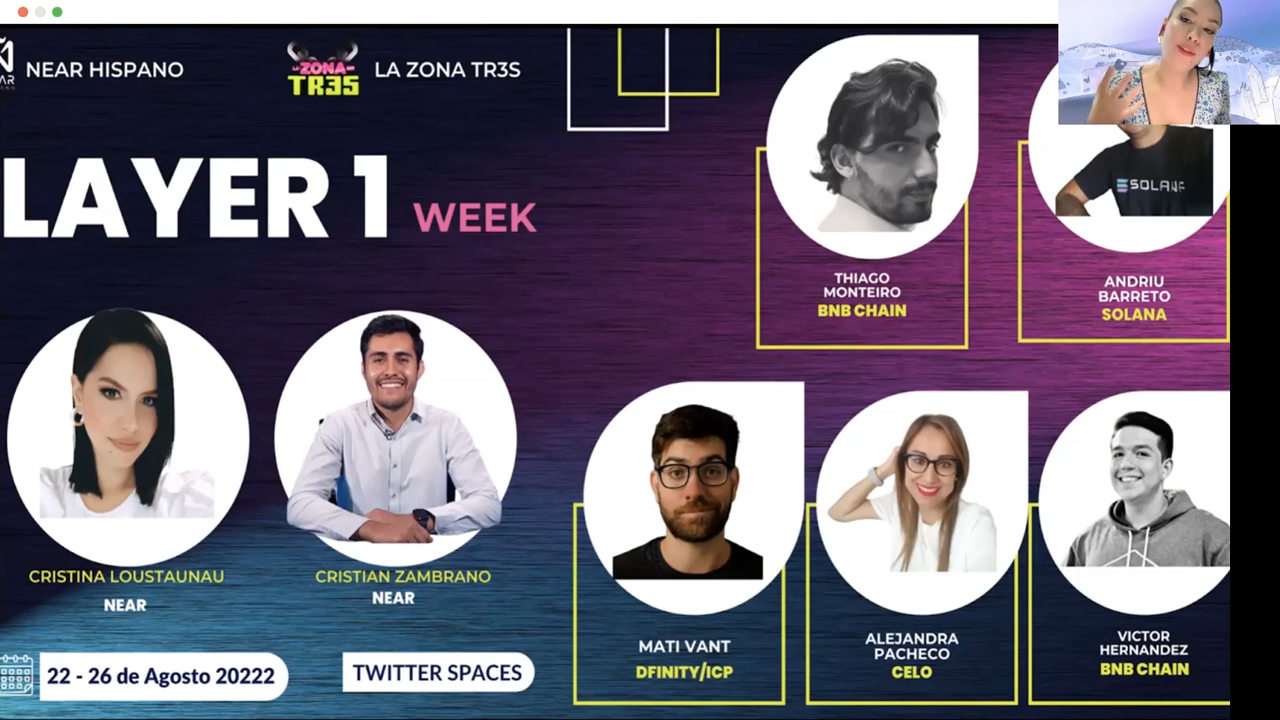 NEAR HISPANO
LA ZONA-
TR3S
LA ZONA TR3S
LAYER 1 WEEK
THIAGO
MONTEIRO
BNB CHAIN
SOLANA
ANDRIU
BARRETO
SOLANA
CRISTINA LOUSTAUNAU
NEAR
CRISTIAN ZAMBRANO
NEAR
MATI VANT
DFINITY/ICP
ALEJANDRA
PACHECO
CELO
VICTOR
HERNANDEZ
BNB CHAIN
22 - 26 de Agosto 20222
TWITTER SPACES